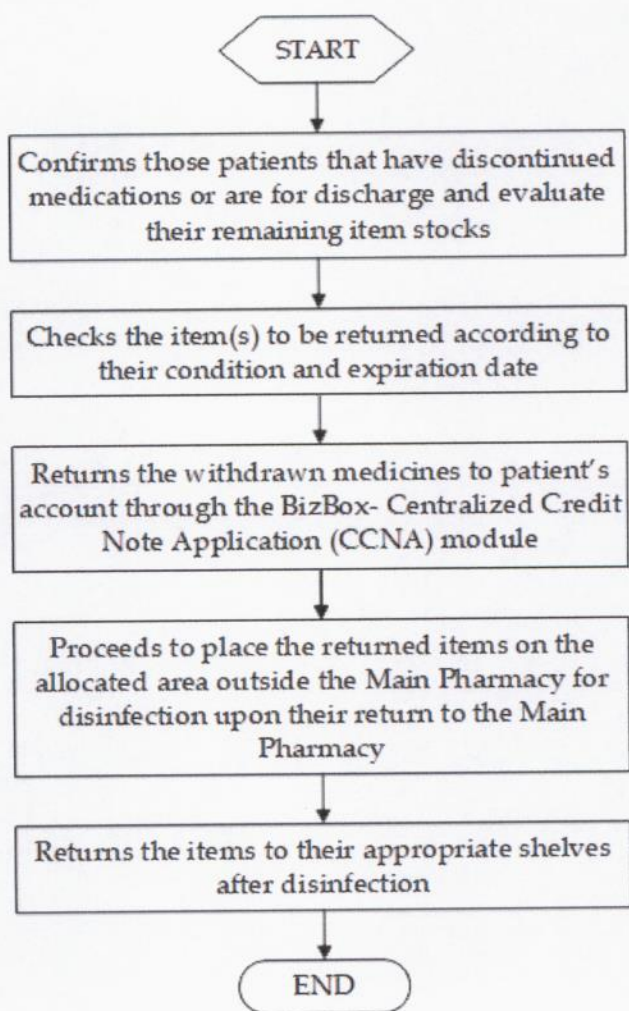 START
Confirms those patients that have discontinued
medications or are for discharge and evaluate
their remaining item stocks
Checks the item(s) to be returned according to
their condition and expiration date
Returns the withdrawn medicines to patient's
account through the BizBox- Centralized Credit
Note Application (CCNA) module
Proceeds to place the returned items on the
allocated area outside the Main Pharmacy for
disinfection upon their return to the Main
Pharmacy
Returns the items to their appropriate shelves
after disinfection
END